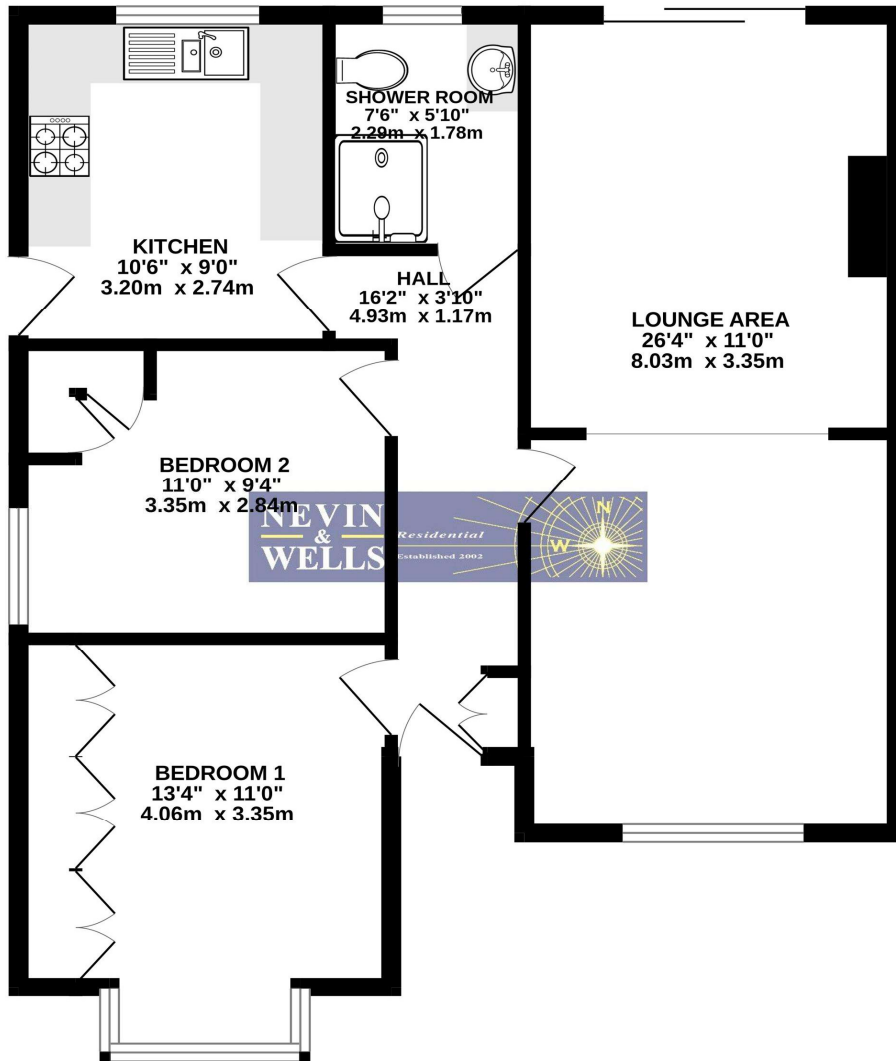 SHOWER ROOM
7'6" x 5'10"
2.29m x 1.78m
KITCHEN
10'6" x 9'0"
3.20m x 2.74m
HALL
16'2" x 3'10"
4.93m x 1.17m
LOUNGE AREA
26'4" x 11'0"
8.03m x 3.35m
BEDROOM 2
11'0" x 9'4"
3.35m x 2.84m
NEVIN
&
WELLS
Residential
Established 2002
N
W
BEDROOM 1
13'4" x 11'0"
4.06m x 3.35m